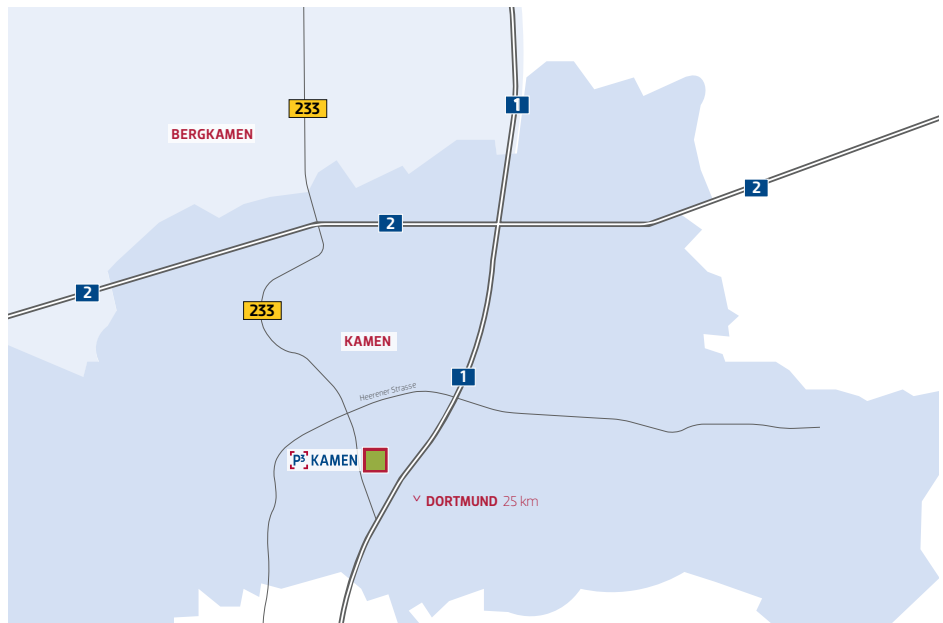 1
233
BERGKAMEN
2
2
2
233
KAMEN
1
Heerener Strasse
P³ KAMEN
DORTMUND 25 km